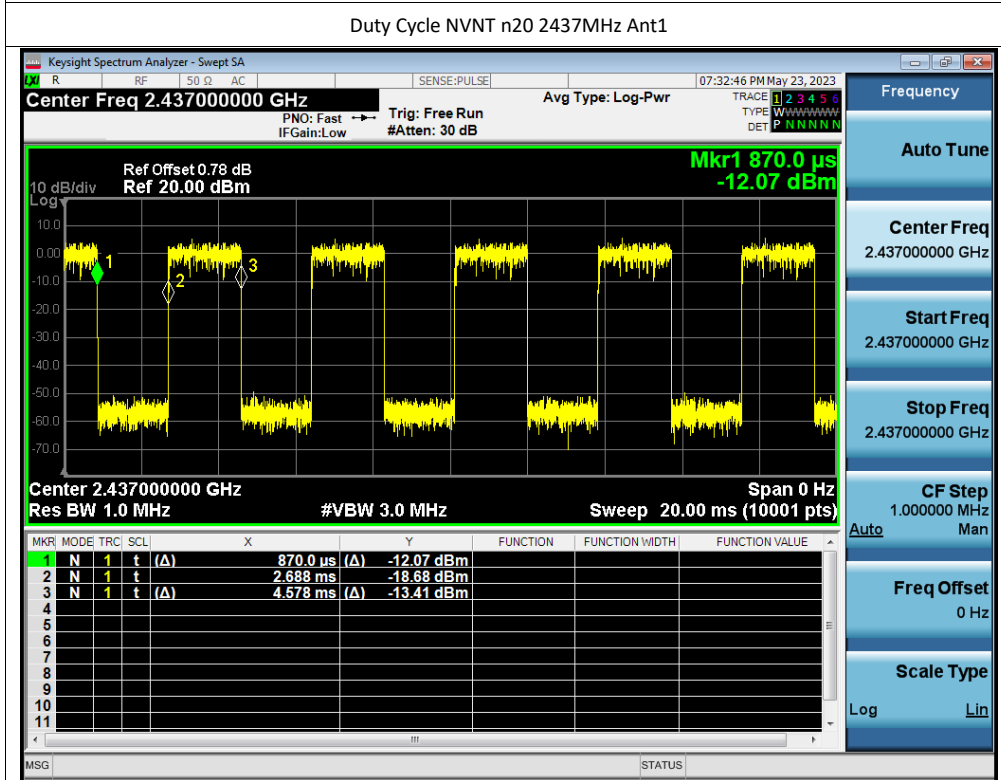 Duty Cycle NVNT n20 2437MHz Ant1
Keysight Spectrum Analyzer - Swept SA
LXI R RF 50 Ω AC SENSE:PULSE 07:32:46 PM May 23, 2023
Center Freq 2.437000000 GHz
PNO: Fast
IFGain:Low
Trig: Free Run
#Atten: 30 dB
Avg Type: Log-Pwr
TRACE 1 2 3 4 5 6
TYPE WWWWWW
DET P N N N N N
Mkr1 870.0 µs
-12.07 dBm
Ref Offset 0.78 dB
10 dB/div Ref 20.00 dBm
Log
10.0
0.00
-10.0
-20.0
-30.0
-40.0
-50.0
-60.0
-70.0
1
2
3
Center 2.437000000 GHz Span 0 Hz
Res BW 1.0 MHz #VBW 3.0 MHz Sweep 20.00 ms (10001 pts)
MKR MODE TRC SCL X Y FUNCTION FUNCTION WIDTH FUNCTION VALUE
1 N 1 t (Δ) 870.0 µs (Δ) -12.07 dBm
2 N 1 t 2.688 ms -18.68 dBm
3 N 1 t (Δ) 4.578 ms (Δ) -13.41 dBm
4
5
6
7
8
9
10
11
MSG STATUS
Frequency
Auto Tune
Center Freq
2.437000000 GHz
Start Freq
2.437000000 GHz
Stop Freq
2.437000000 GHz
CF Step
1.000000 MHz
Auto Man
Freq Offset
0 Hz
Scale Type
Log Lin